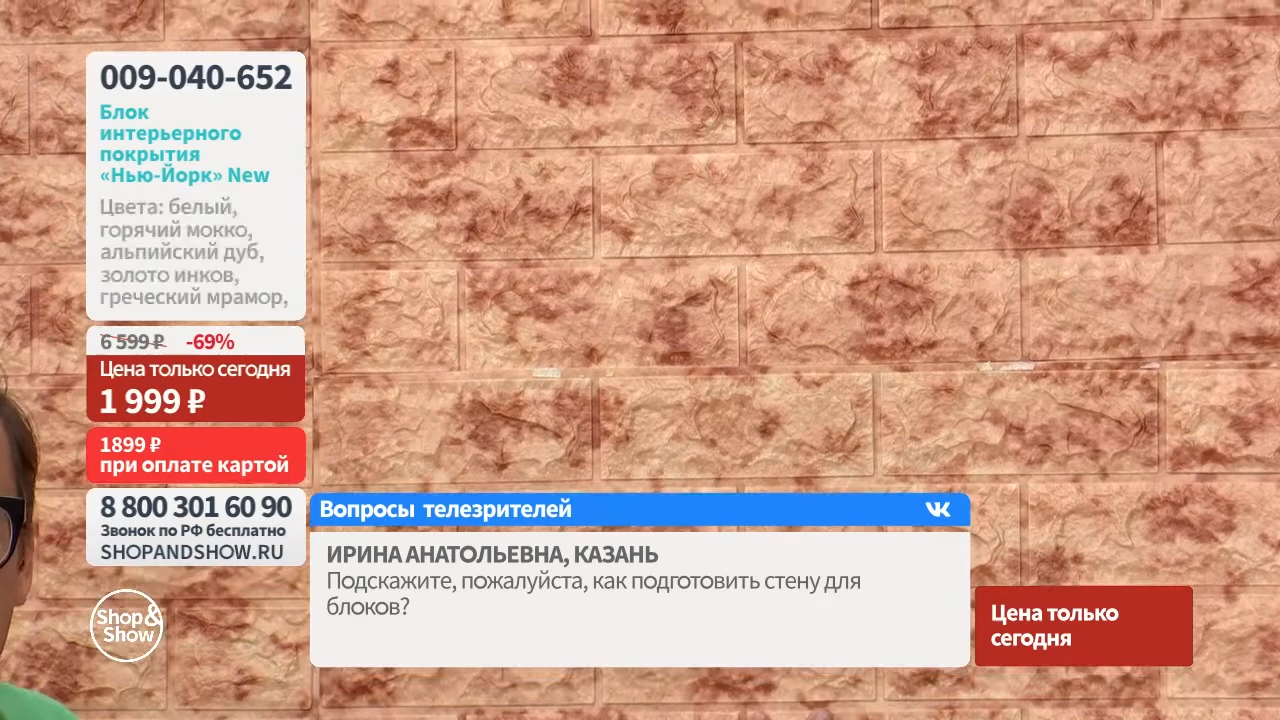 009-040-652
Блок
интерьерного
покрытия
«Нью-Йорк» New
Цвета: белый,
горячий мокко,
альпийский дуб,
золото инков,
греческий мрамор,
6 599 ₽ -69%
Цена только сегодня
1 999 ₽
1899 ₽
при оплате картой
8 800 301 60 90
Звонок по РФ бесплатно
SHOPANDSHOW.RU
Shop&
Show
Вопросы телезрителей
ИРИНА АНАТОЛЬЕВНА, КАЗАНЬ
Подскажите, пожалуйста, как подготовить стену для
блоков?
Цена только
сегодня